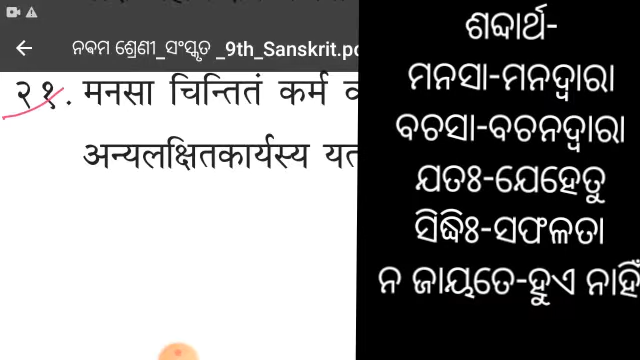 ନବମ ଶ୍ରେଣୀ_ସଂସ୍କୃତ _9th_Sanskrit.pd
२१. मनसा चिन्तितं कर्म व
अन्यलक्षितकार्यस्य यत
ଶବ୍ଦାର୍ଥ-
ମନସା-ମନଦ୍ୱାରା
ବଚସା-ବଚନଦ୍ୱାରା
ଯତଃ-ଯେହେତୁ
ସିଦ୍ଧିଃ-ସଫଳତା
ନ ଜାୟତେ-ହୁଏ ନାହିଁ